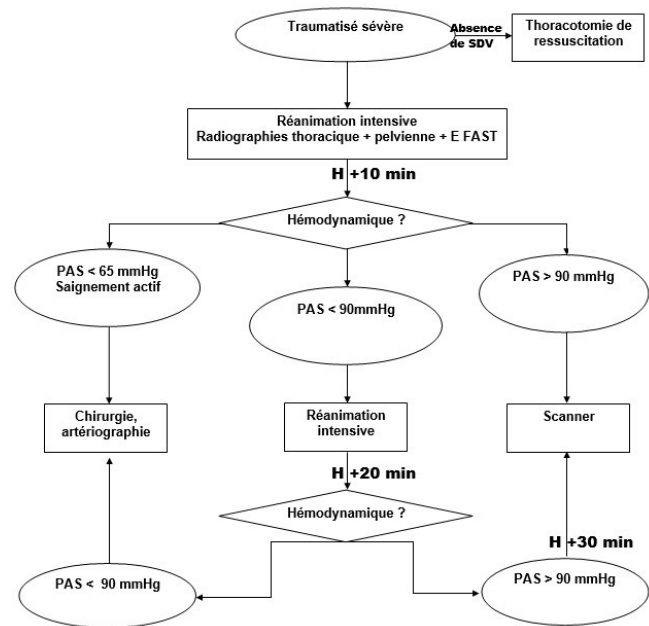 Traumatisé sévère
Absence
de SDV
Thoracotomie de
ressuscitation
Réanimation intensive
Radiographies thoracique + pelvienne + E FAST
H +10 min
Hémodynamique ?
PAS < 65 mmHg
Saignement actif
PAS < 90mmHg
PAS > 90 mmHg
Chirurgie,
artériographie
Réanimation
intensive
Scanner
H +20 min
Hémodynamique ?
H +30 min
PAS < 90 mmHg
PAS > 90 mmHg